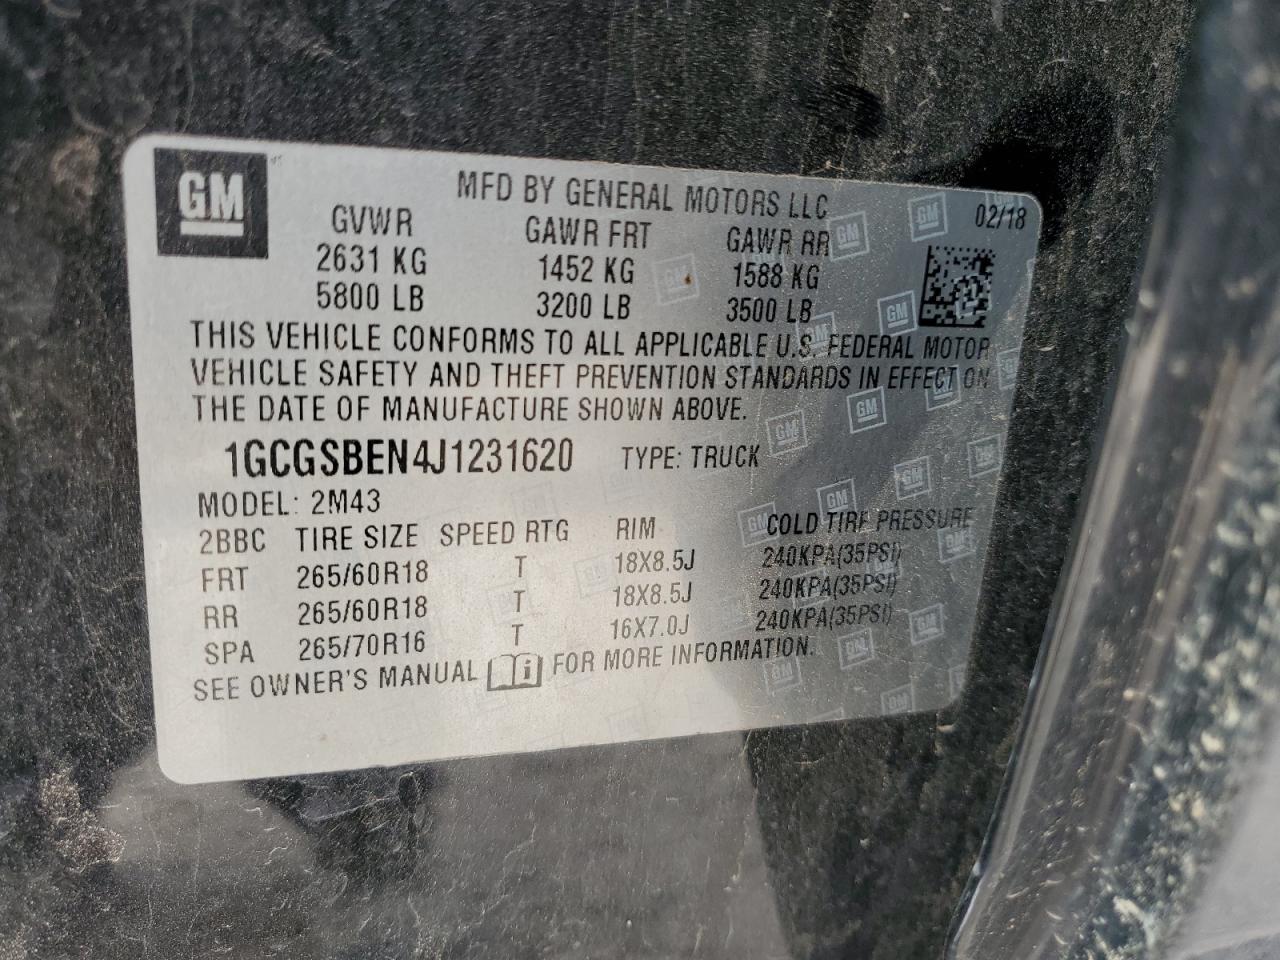 GM
MFD BY GENERAL MOTORS LLC
02/18
GVWR GAWR FRT GAWR RR
2631 KG 1452 KG 1588 KG
5800 LB 3200 LB 3500 LB
THIS VEHICLE CONFORMS TO ALL APPLICABLE U.S. FEDERAL MOTOR
VEHICLE SAFETY AND THEFT PREVENTION STANDARDS IN EFFECT ON
THE DATE OF MANUFACTURE SHOWN ABOVE.
1GCGSBEN4J1231620 TYPE: TRUCK
MODEL: 2M43
2BBC TIRE SIZE SPEED RTG RIM COLD TIRE PRESSURE
FRT 265/60R18 T 18X8.5J 240KPA(35PSI)
RR 265/60R18 T 18X8.5J 240KPA(35PSI)
SPA 265/70R16 T 16X7.0J 240KPA(35PSI)
SEE OWNER'S MANUAL i FOR MORE INFORMATION.